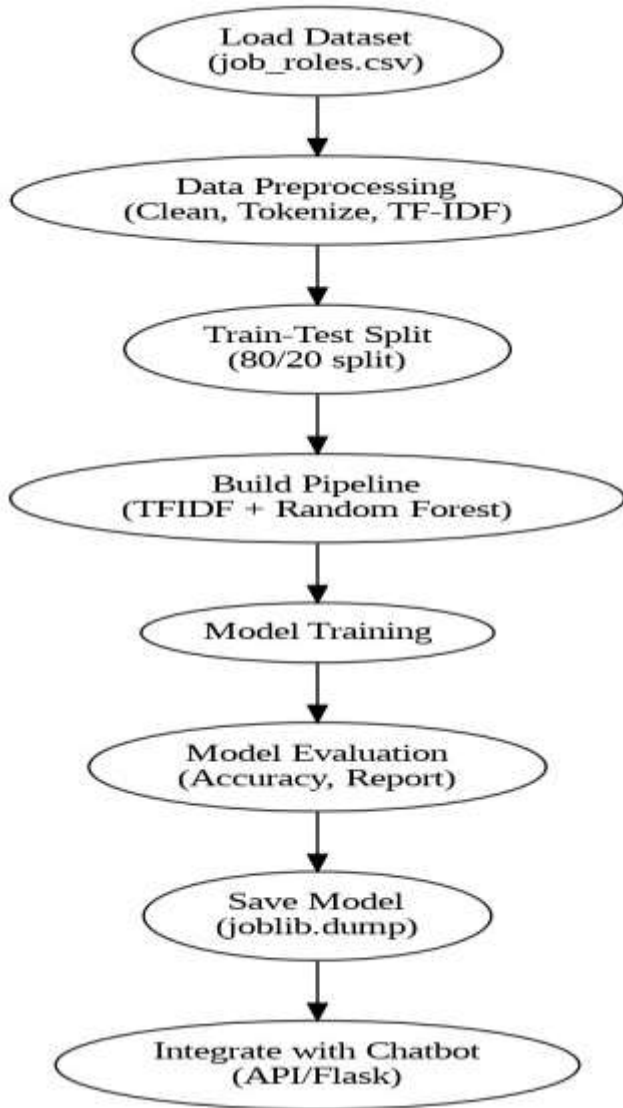 Load Dataset
(job_roles.csv)
Data Preprocessing
(Clean, Tokenize, TF-IDF)
Train-Test Split
(80/20 split)
Build Pipeline
(TFIDF + Random Forest)
Model Training
Model Evaluation
(Accuracy, Report)
Save Model
(joblib.dump)
Integrate with Chatbot
(API/Flask)